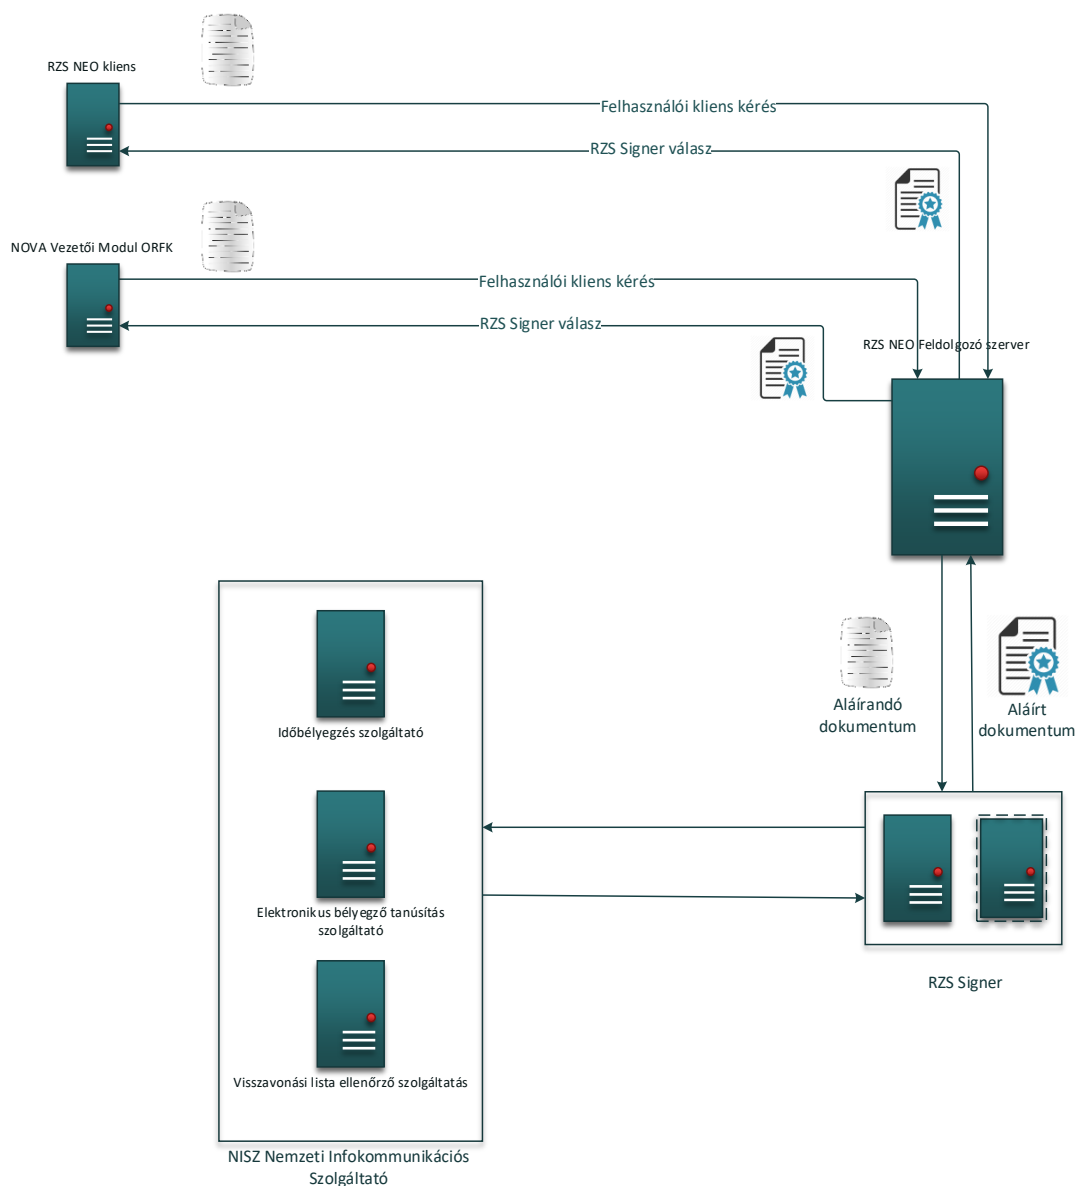 RZS NEO kliens
Felhasználói kliens kérés
RZS Signer válasz
NOVA Vezetői Modul ORFK
Felhasználói kliens kérés
RZS Signer válasz
RZS NEO Feldolgozó szerver
Aláírandó
dokumentum
Aláírt
dokumentum
Időbélyegzés szolgáltató
Elektronikus bélyegző tanúsítás
szolgáltató
RZS Signer
Visszavonási lista ellenőrző szolgáltatás
NISZ Nemzeti Infokommunikációs
Szolgáltató